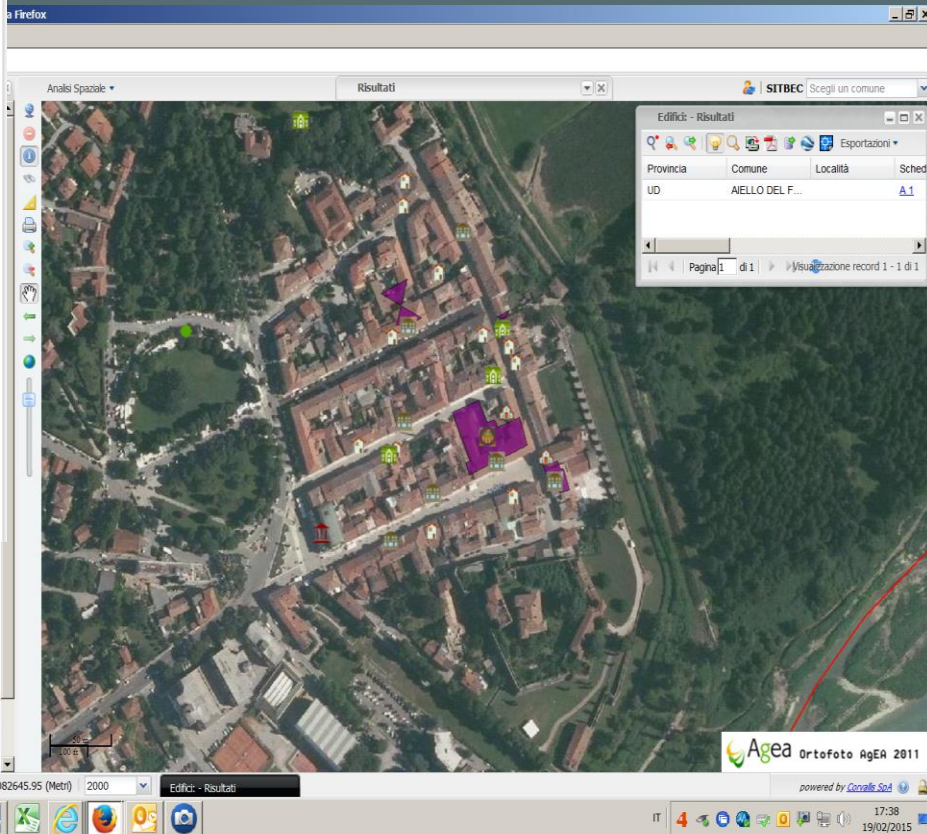 a Firefox
Analisi Spaziale
Risultati
SITBEC Scegli un comune
Edifici: - Risultati
Esportazioni
Provincia Comune Località Sched
UD AIELLO DEL F... A 1
Pagina 1 di 1 Visualizzazione record 1 - 1 di 1
100 ft
Agea Ortofoto AgEA 2011
082645.95 (Metri) 2000 Edifici: - Risultati powered by Corvallis SpA
IT 17:38
19/02/2015